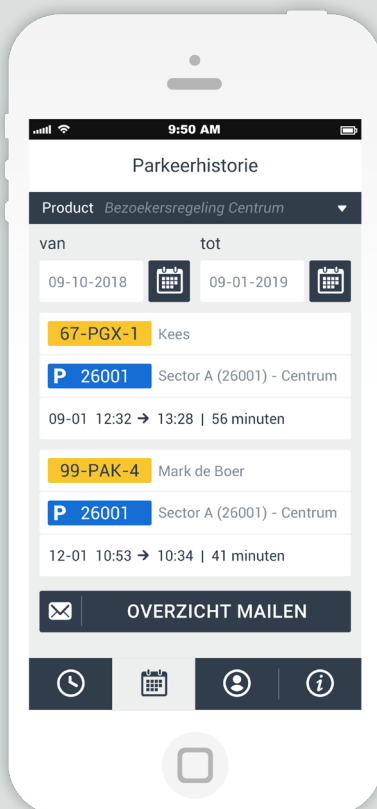 9:50 AM
Parkeerhistorie
Product Bezoekersregeling Centrum
van tot
09-10-2018 09-01-2019
67-PGX-1 Kees
P 26001 Sector A (26001) - Centrum
09-01 12:32 → 13:28 | 56 minuten
99-PAK-4 Mark de Boer
P 26001 Sector A (26001) - Centrum
12-01 10:53 → 10:34 | 41 minuten
OVERZICHT MAILEN